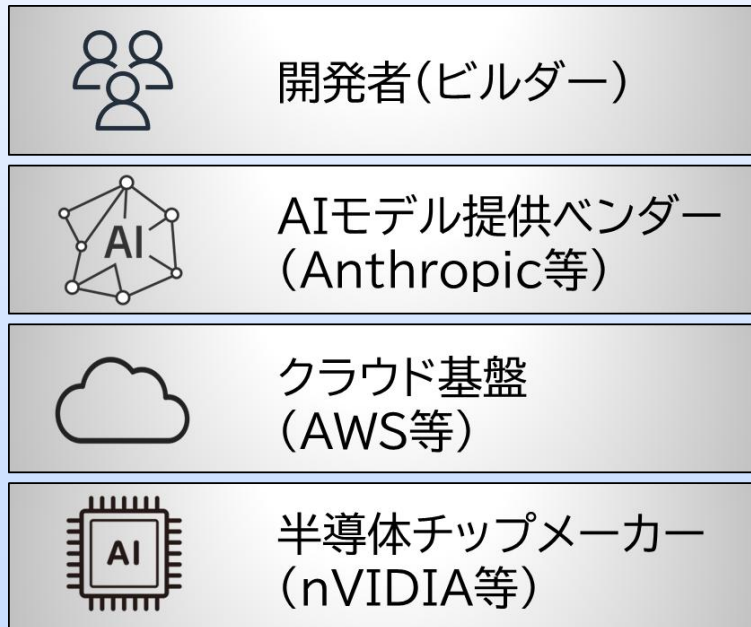 開発者(ビルダー)
AI
AIモデル提供ベンダー
(Anthropic等)
クラウド基盤
(AWS等)
AI
半導体チップメーカー
(nVIDIA等)